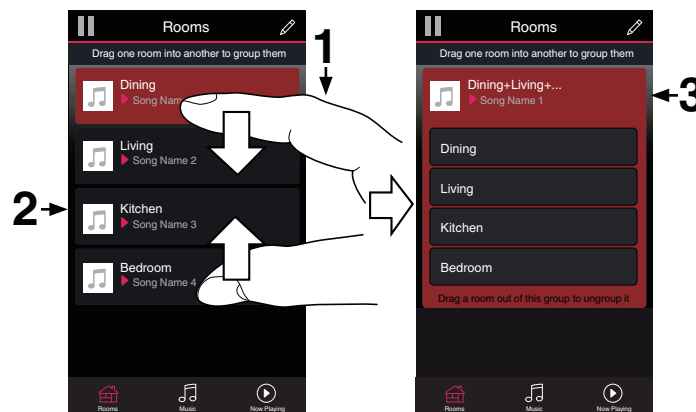 Rooms
Drag one room into another to group them
1
Dining
Song Nam
Living
Song Name 2
2
Kitchen
Song Name 3
Bedroom
Song Name 4
Rooms
Music
Now Playing
Rooms
Drag one room into another to group them
Dining+Living+...
Song Name 1
3
Dining
Living
Kitchen
Bedroom
Drag a room out of this group to ungroup it
Rooms
Music
Now Playing